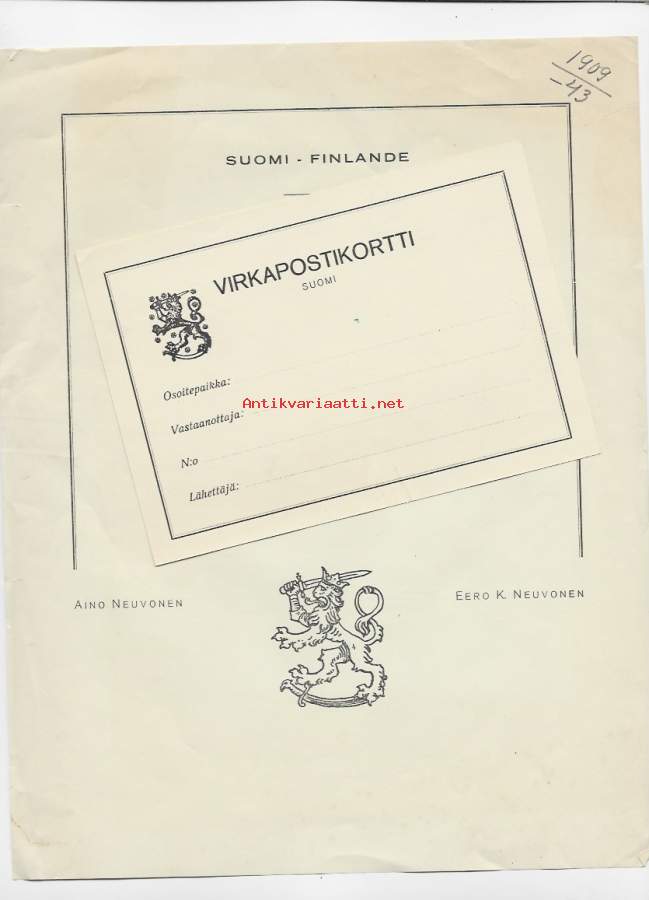 1909
-43
SUOMI - FINLANDE
VIRKAPOSTIKORTTI
SUOMI
Osoitepaikka:
Antikvariaatti.net
Vastaanottaja:
N:o
Lähettäjä:
AINO NEUVONEN
EERO K. NEUVONEN